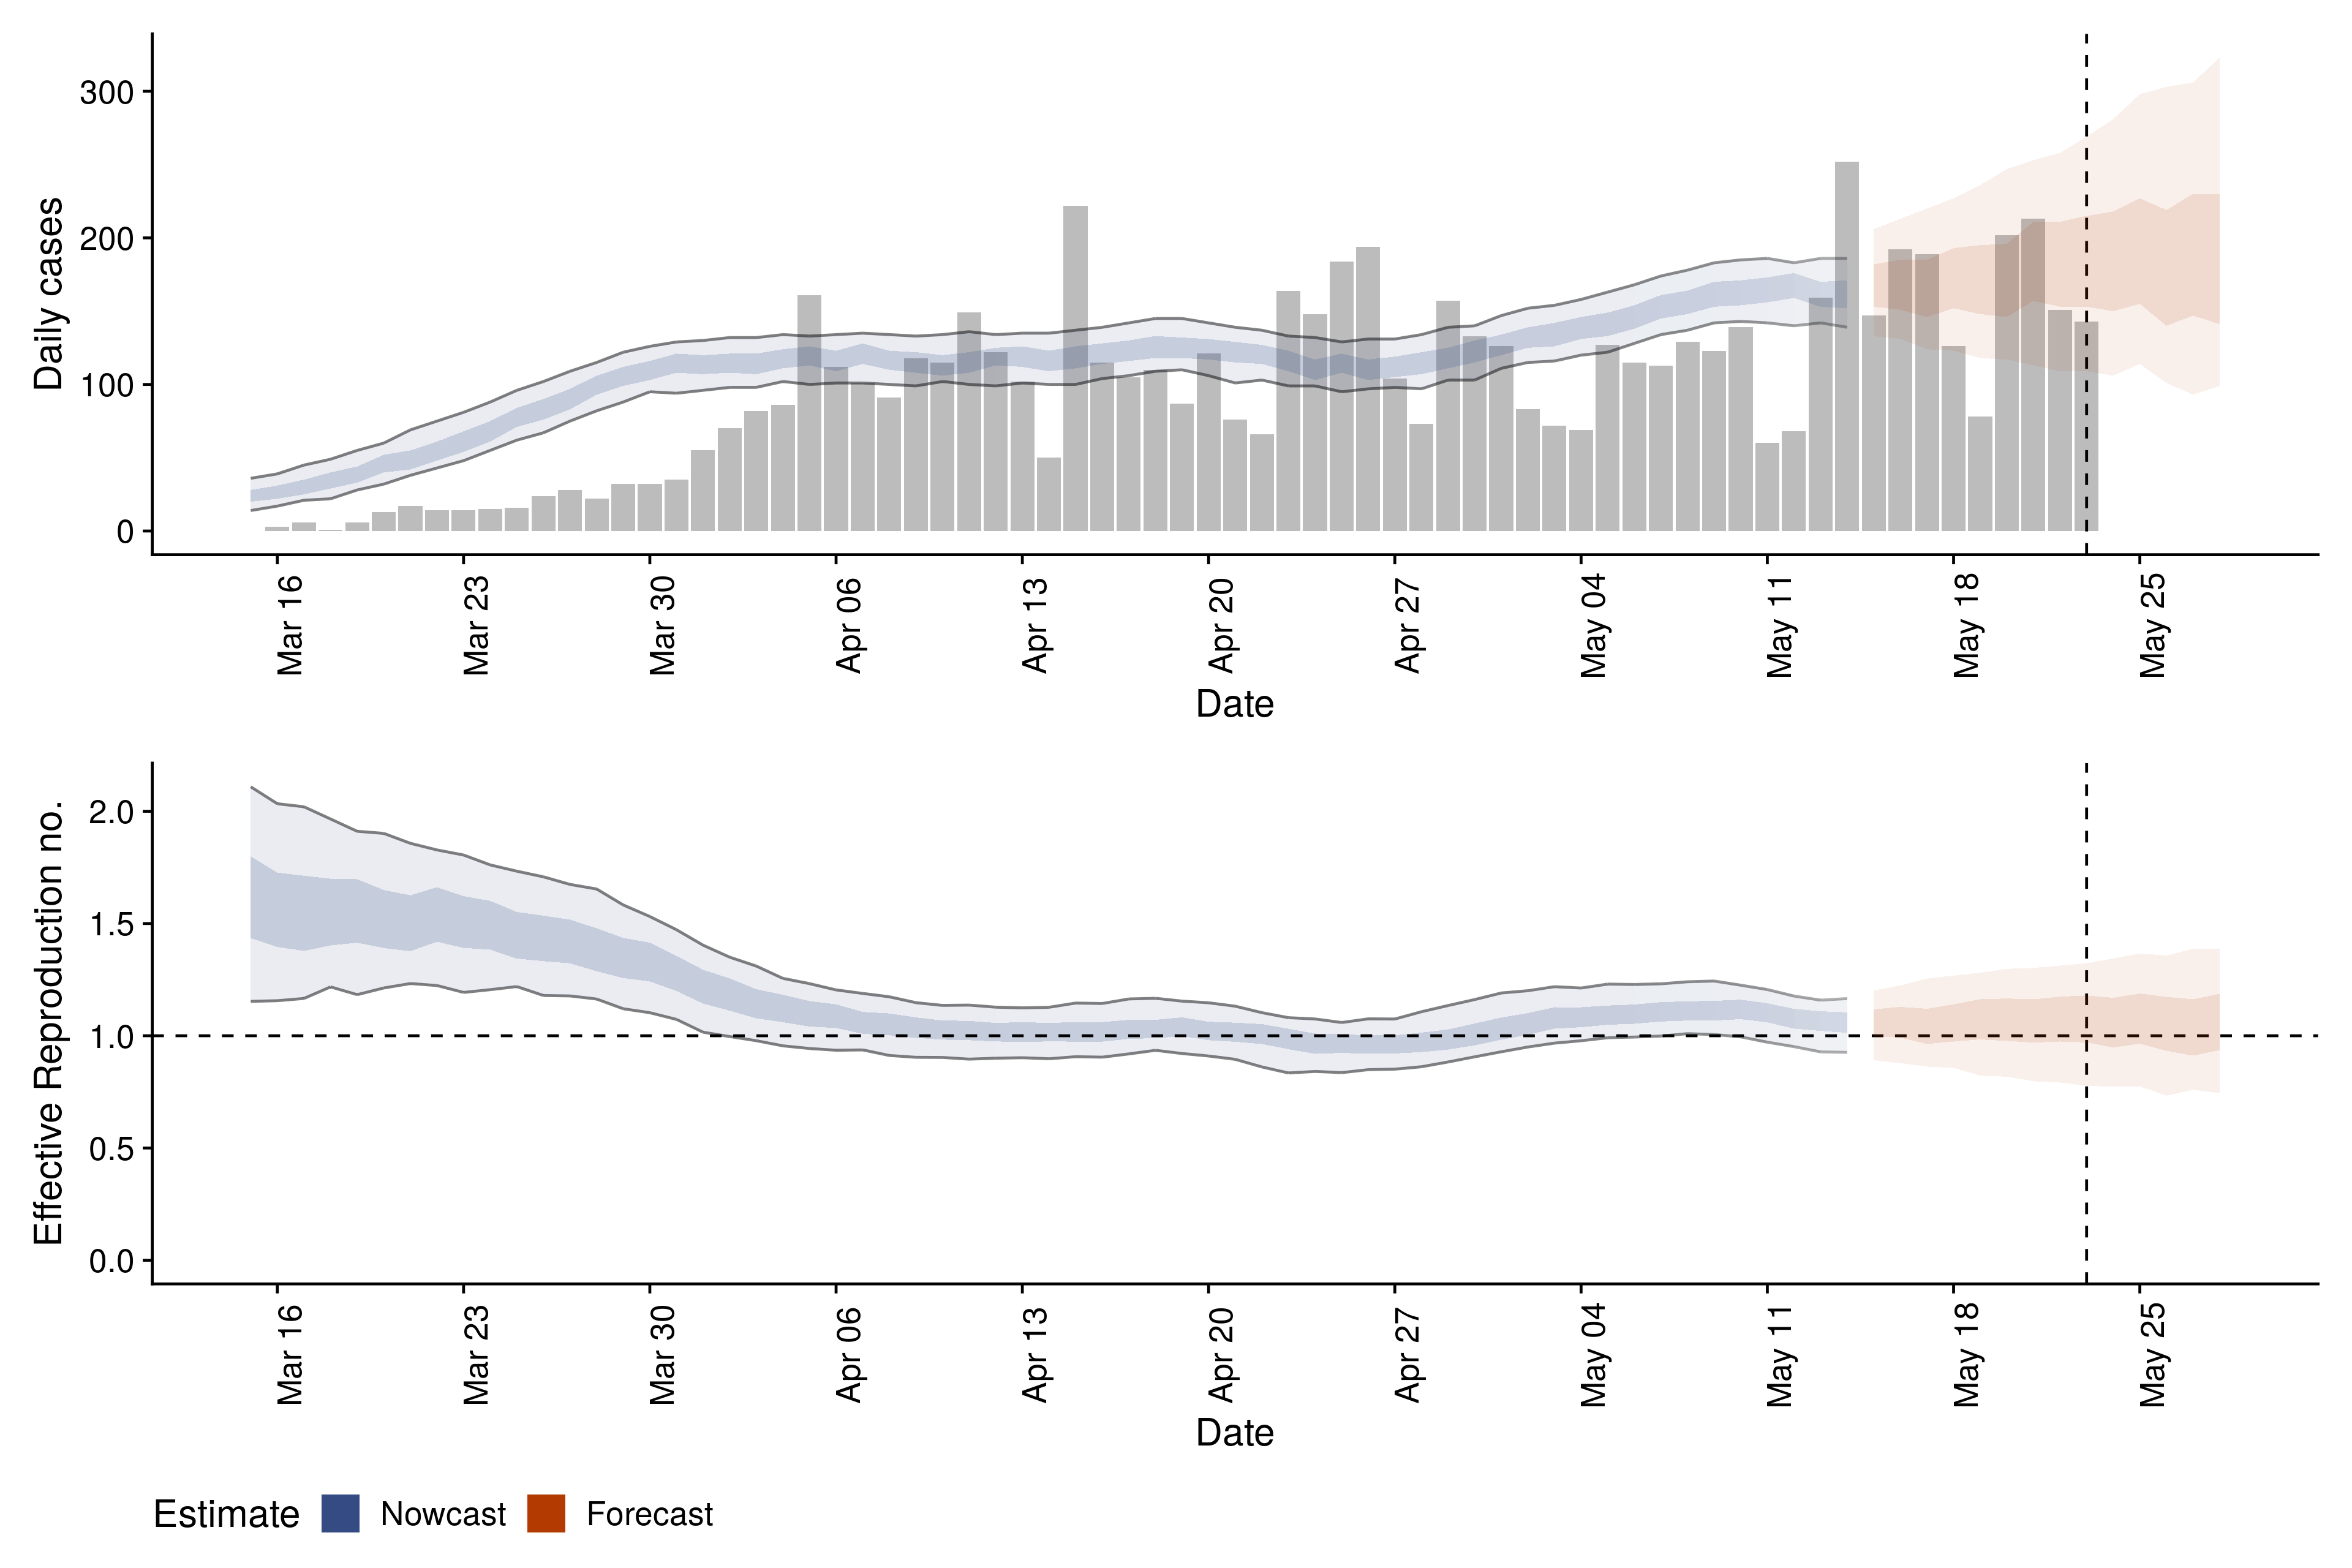 300
200
100
0
Daily cases
Mar 16
Mar 23
Mar 30
Apr 06
Apr 13
Apr 20
Apr 27
May 04
May 11
May 18
May 25
Date
2.0
1.5
1.0
0.5
0.0
Effective Reproduction no.
Mar 16
Mar 23
Mar 30
Apr 06
Apr 13
Apr 20
Apr 27
May 04
May 11
May 18
May 25
Date
Estimate Nowcast Forecast